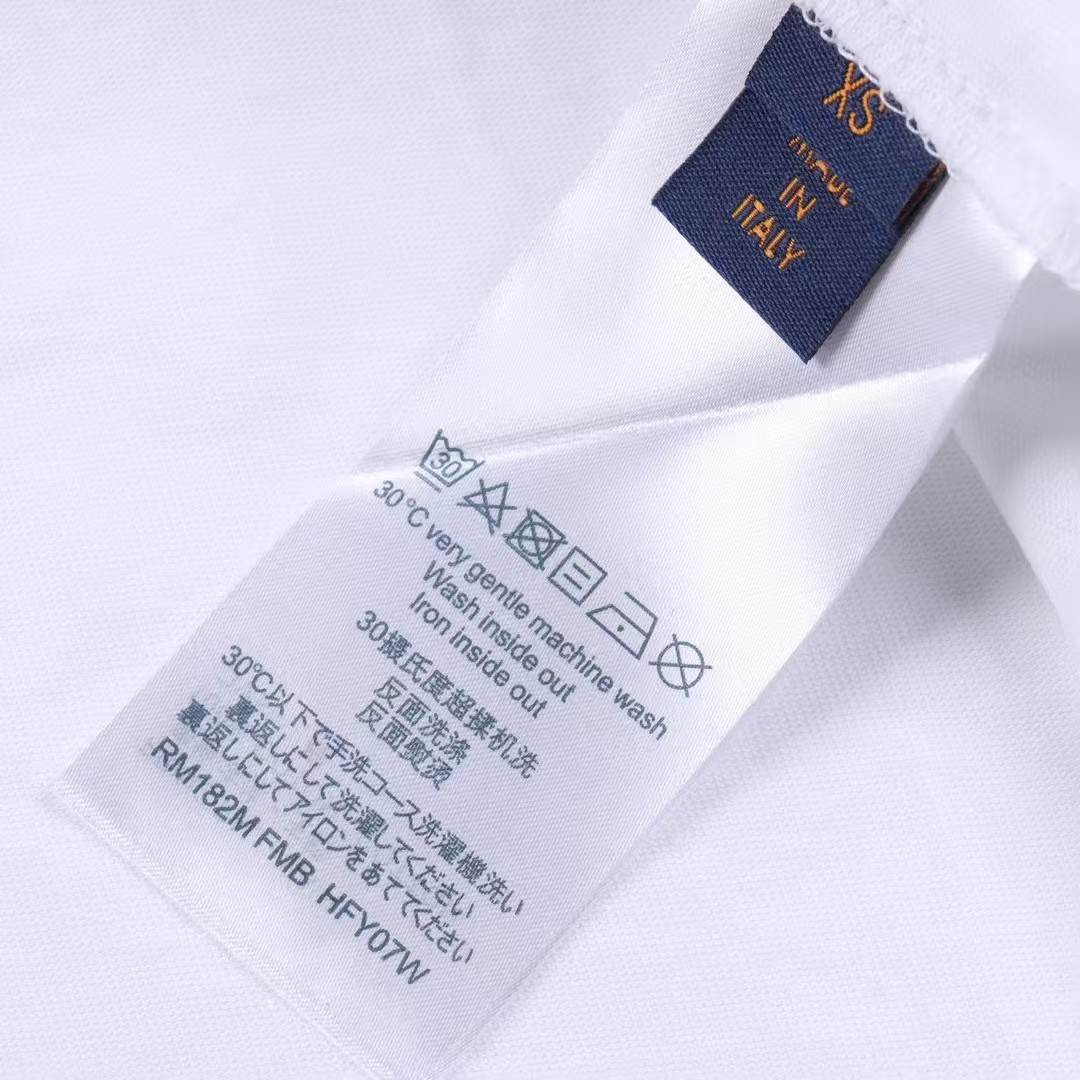 XS
MADE
IN
ITALY
30
30°C very gentle machine wash
Wash inside out
Iron inside out
30摄氏度超揉机洗
反面洗涤
反面熨烫
30℃以下で手洗コース洗濯機洗い
裏返しにして洗濯してください
裏返しにしてアイロンをあててください
RM182M FMB HFY07W